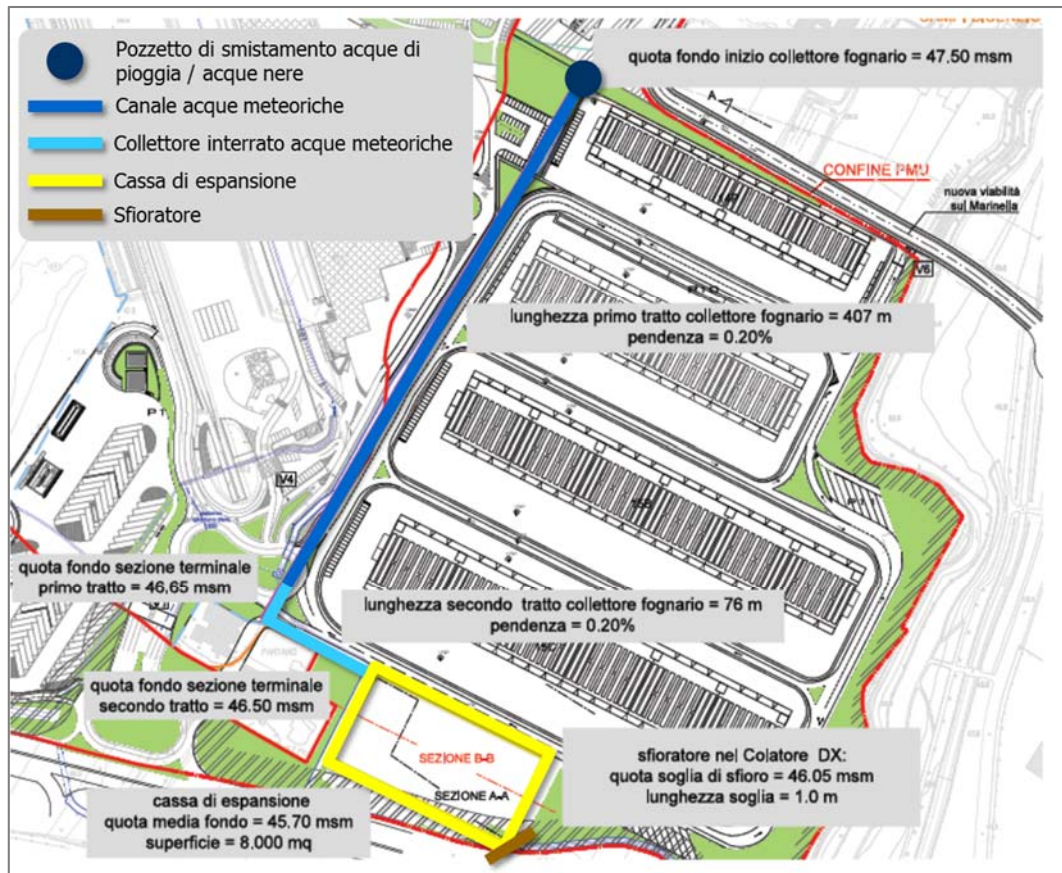 Pozzetto di smistamento acque di
pioggia / acque nere
Canale acque meteoriche
Collettore interrato acque meteoriche
Cassa di espansione
Sfioratore
quota fondo inizio collettore fognario = 47.50 msm
A
CONFINE PMU
nuova viabilità
sul Marinella
V6
lunghezza primo tratto collettore fognario = 407 m
pendenza = 0.20%
P1
V4
15B
P1
quota fondo sezione terminale
primo tratto = 46,65 msm
lunghezza secondo tratto collettore fognario = 76 m
pendenza = 0.20%
15C
quota fondo sezione terminale
secondo tratto = 46.50 msm
SEZIONE B-B
SEZIONE A-A
sfioratore nel Colatore DX:
quota soglia di sfioro = 46.05 msm
lunghezza soglia = 1.0 m
cassa di espansione
quota media fondo = 45.70 msm
superficie = 8.000 mq